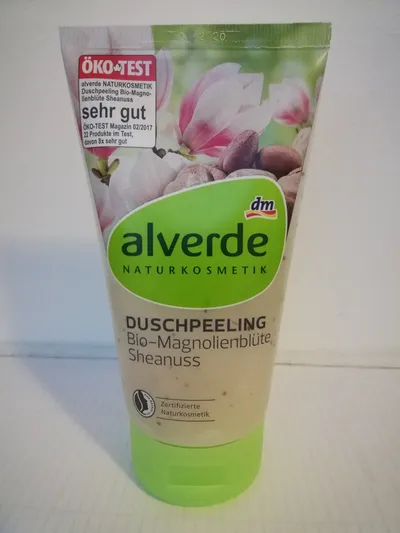 2020
ÖKO-TEST
alverde NATURKOSMETIK
Duschpeeling Bio-Magno-
lienblüte Sheanuss
sehr gut
ÖKO-TEST Magazin 02/2017
22 Produkte im Test,
davon 8x sehr gut
dm
alverde
NATURKOSMETIK
DUSCHPEELING
Bio-Magnolienblüte
Sheanuss
Zertifizierte
Naturkosmetik